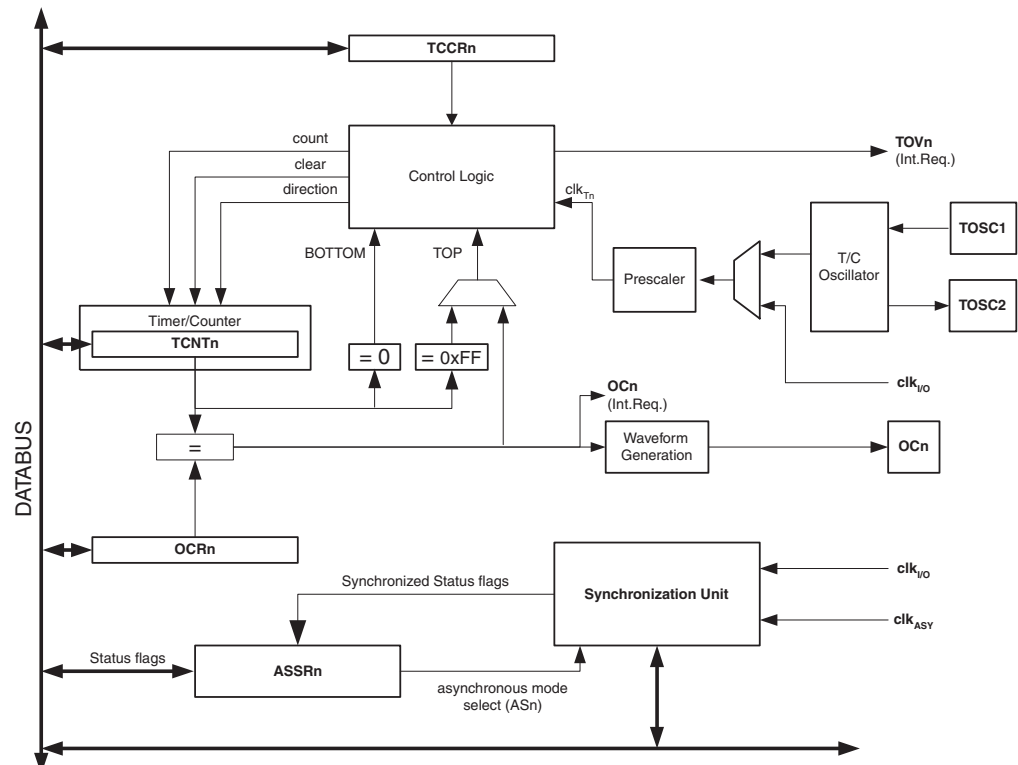 TCCRn
count
clear
direction
Control Logic
TOVn
(Int.Req.)
clkTn
BOTTOM
TOP
Prescaler
T/C
Oscillator
TOSC1
TOSC2
Timer/Counter
TCNTn
= 0
= 0xFF
clkI/O
OCn
(Int.Req.)
=
Waveform
Generation
OCn
DATABUS
OCRn
Synchronized Status flags
Synchronization Unit
clkI/O
clkASY
Status flags
ASSRn
asynchronous mode
select (ASn)